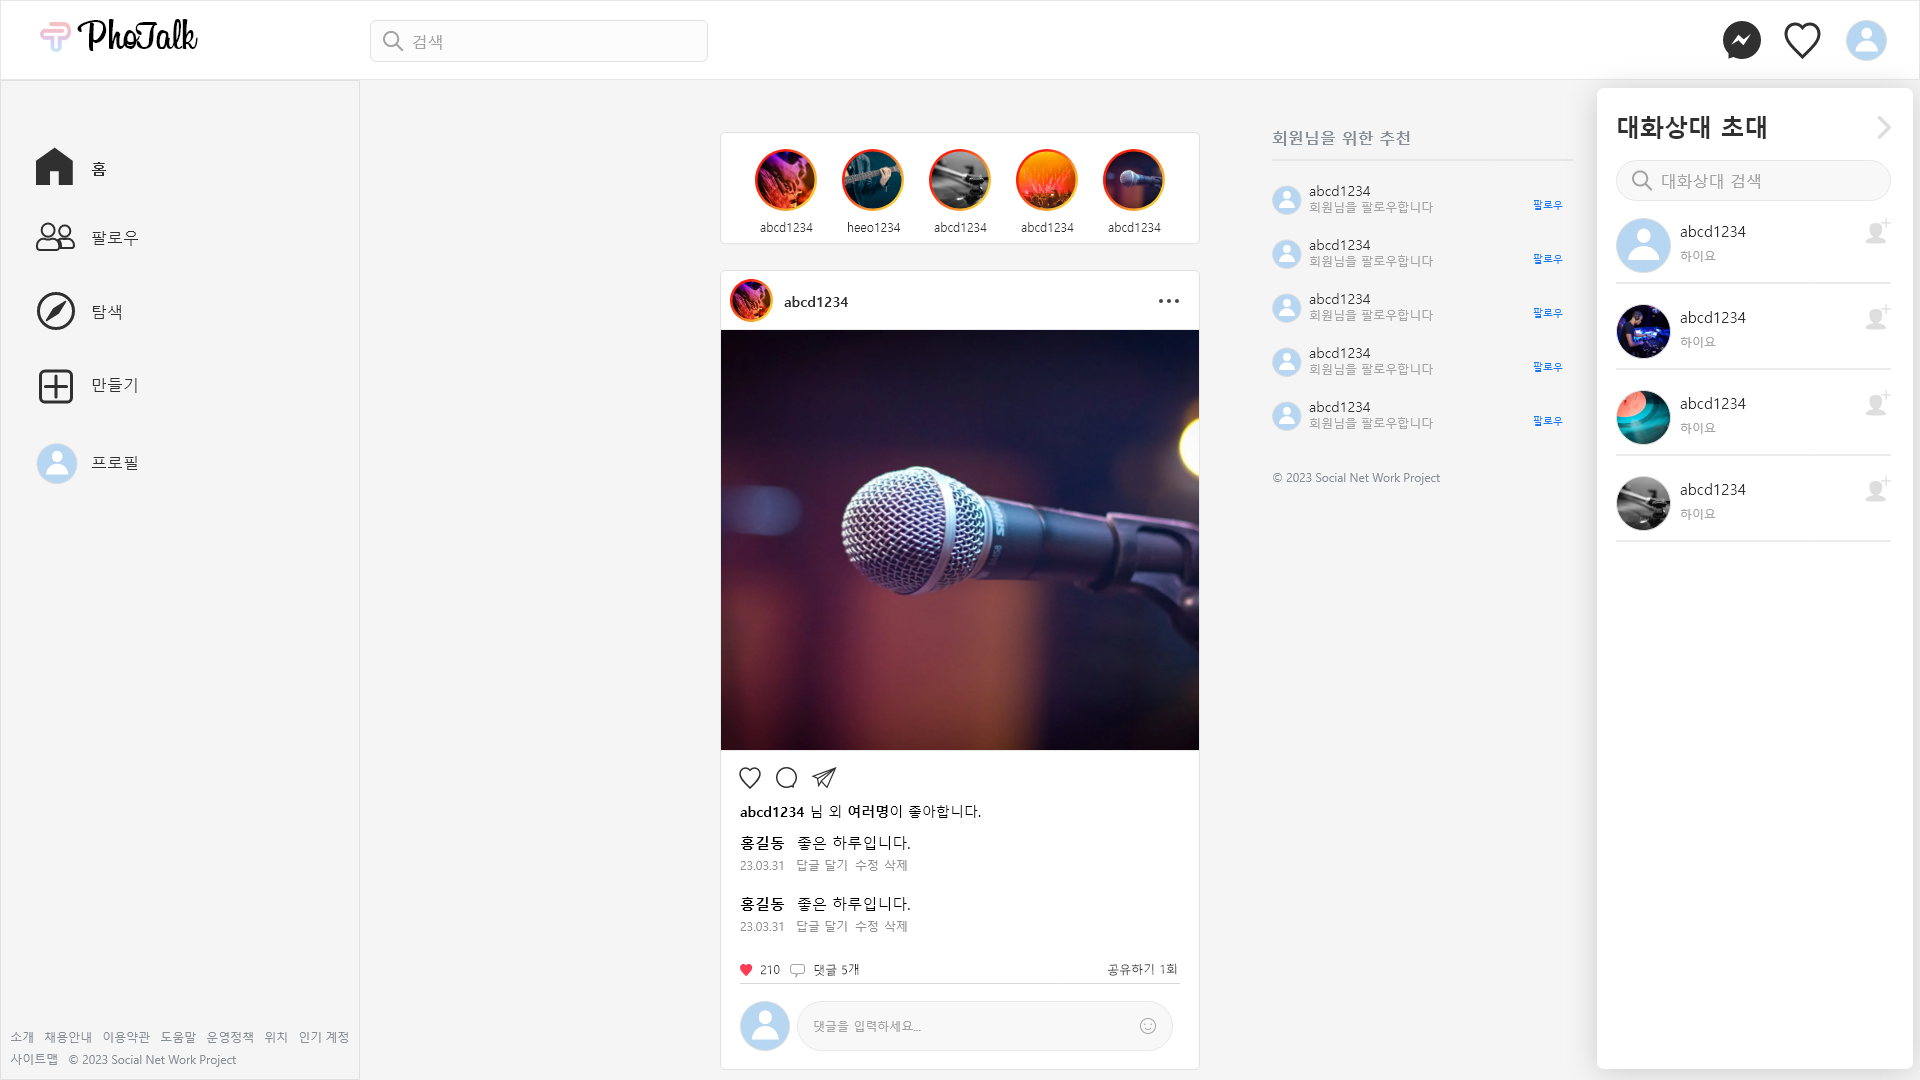 PhoTalk
검색
홈
팔로우
탐색
만들기
프로필
소개 채용안내 이용약관 도움말 운영정책 위치 인기 계정
사이트맵 © 2023 Social Net Work Project
abcd1234 heeo1234 abcd1234 abcd1234 abcd1234
abcd1234
abcd1234 님 외 여러명이 좋아합니다.
홍길동 좋은 하루입니다.
23.03.31 답글 달기 수정 삭제
홍길동 좋은 하루입니다.
23.03.31 답글 달기 수정 삭제
210 댓글 5개 공유하기 1회
댓글을 입력하세요...
회원님을 위한 추천
abcd1234
회원님을 팔로우합니다 팔로우
abcd1234
회원님을 팔로우합니다 팔로우
abcd1234
회원님을 팔로우합니다 팔로우
abcd1234
회원님을 팔로우합니다 팔로우
abcd1234
회원님을 팔로우합니다 팔로우
© 2023 Social Net Work Project
대화상대 초대
대화상대 검색
abcd1234
하이요
abcd1234
하이요
abcd1234
하이요
abcd1234
하이요